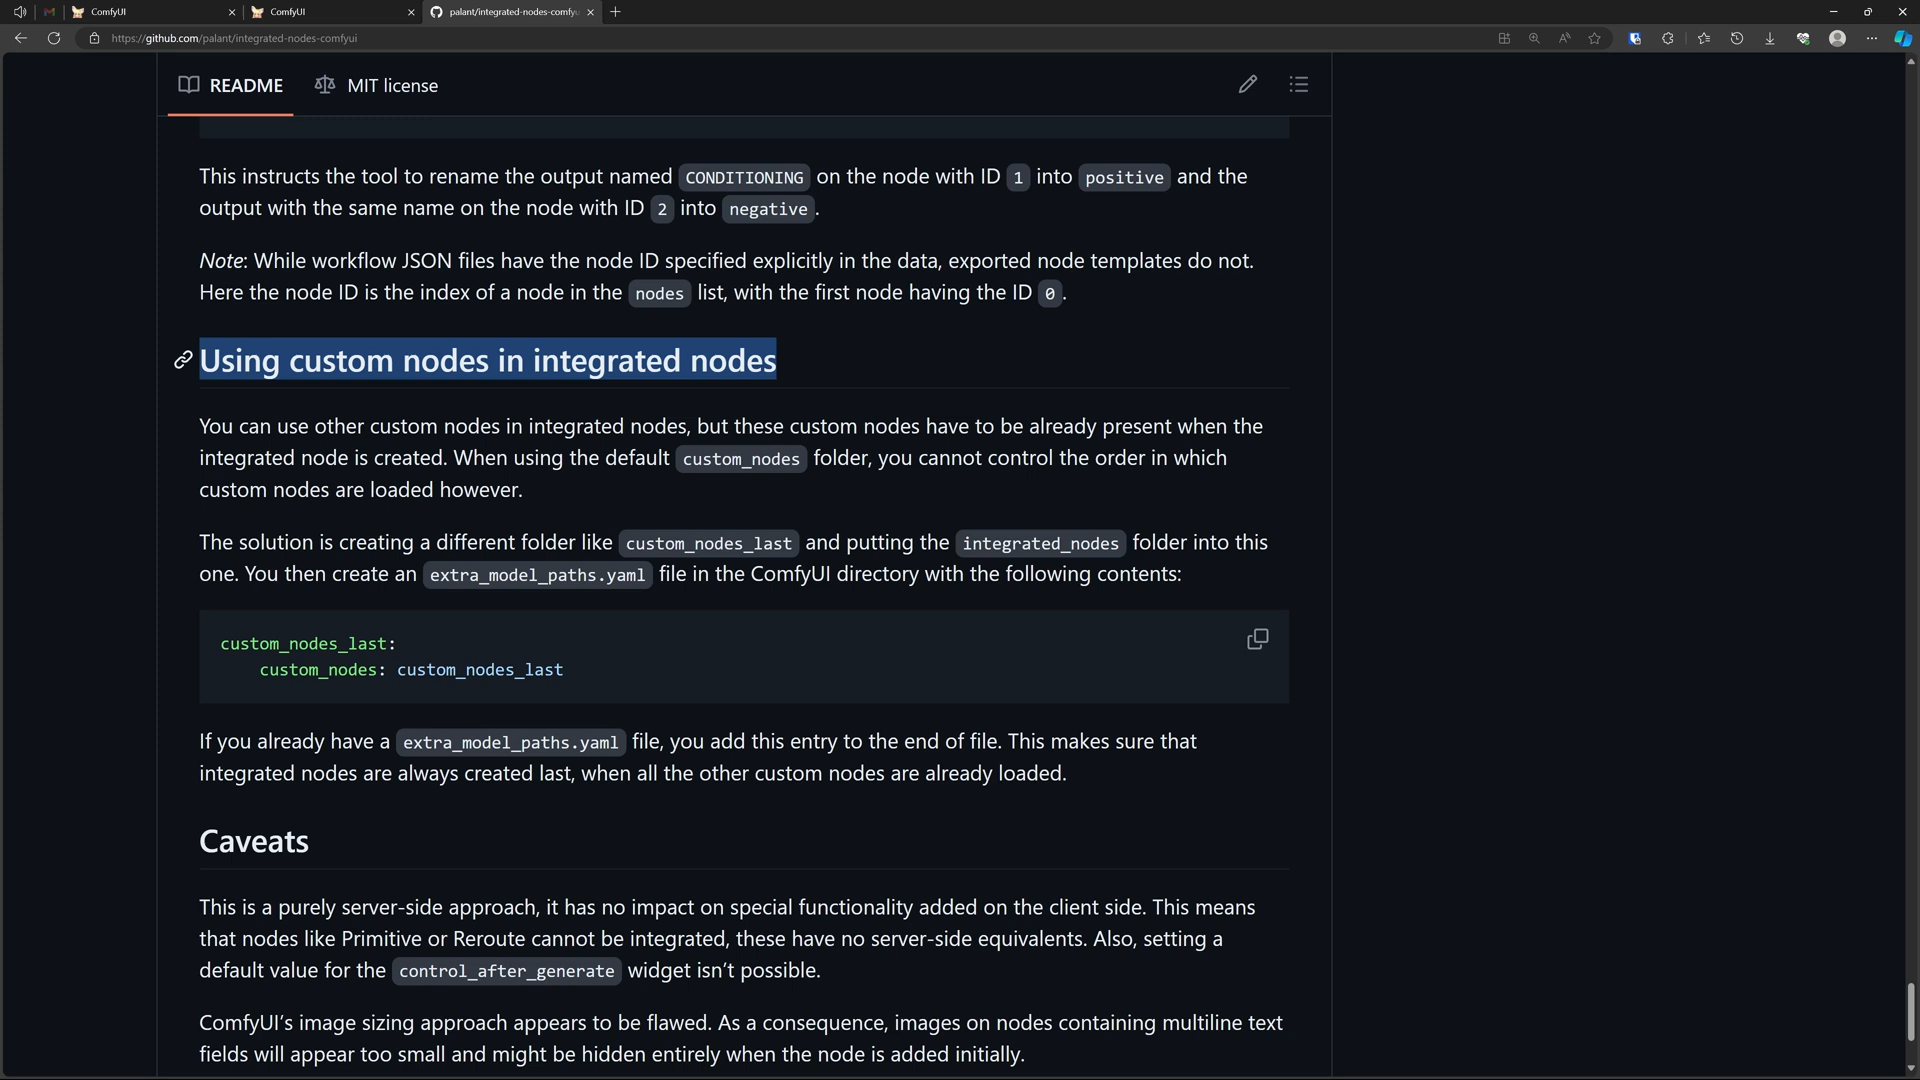 ComfyUI
ComfyUI
palant/integrated-nodes-comfyu
https://github.com/palant/integrated-nodes-comfyui
README
MIT license
This instructs the tool to rename the output named CONDITIONING on the node with ID 1 into positive and the
output with the same name on the node with ID 2 into negative.
Note: While workflow JSON files have the node ID specified explicitly in the data, exported node templates do not.
Here the node ID is the index of a node in the nodes list, with the first node having the ID 0.
Using custom nodes in integrated nodes
You can use other custom nodes in integrated nodes, but these custom nodes have to be already present when the
integrated node is created. When using the default custom_nodes folder, you cannot control the order in which
custom nodes are loaded however.
The solution is creating a different folder like custom_nodes_last and putting the integrated_nodes folder into this
one. You then create an extra_model_paths.yaml file in the ComfyUI directory with the following contents:
custom_nodes_last:
custom_nodes: custom_nodes_last
If you already have a extra_model_paths.yaml file, you add this entry to the end of file. This makes sure that
integrated nodes are always created last, when all the other custom nodes are already loaded.
Caveats
This is a purely server-side approach, it has no impact on special functionality added on the client side. This means
that nodes like Primitive or Reroute cannot be integrated, these have no server-side equivalents. Also, setting a
default value for the control_after_generate widget isn't possible.
ComfyUI's image sizing approach appears to be flawed. As a consequence, images on nodes containing multiline text
fields will appear too small and might be hidden entirely when the node is added initially.